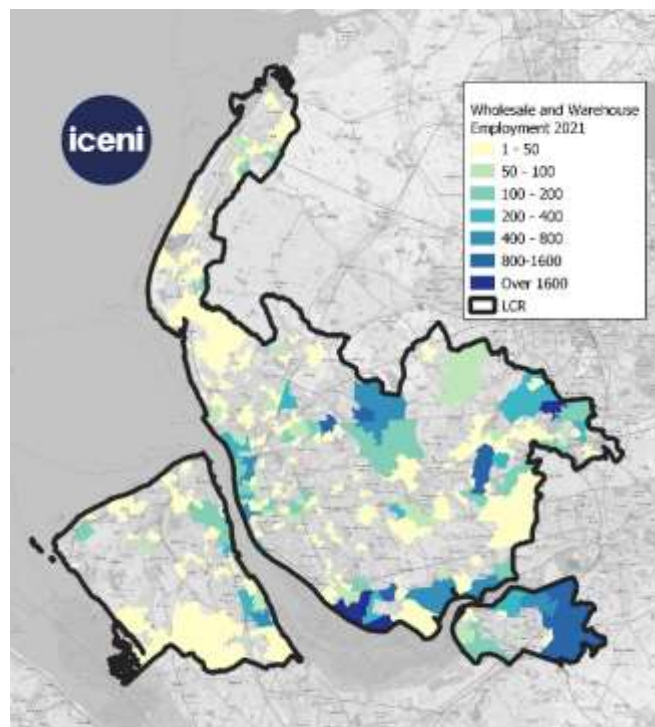 iceni
Wholesale and Warehouse
Employment 2021
1 - 50
50 - 100
100 - 200
200 - 400
400 - 800
800-1600
Over 1600
LCR